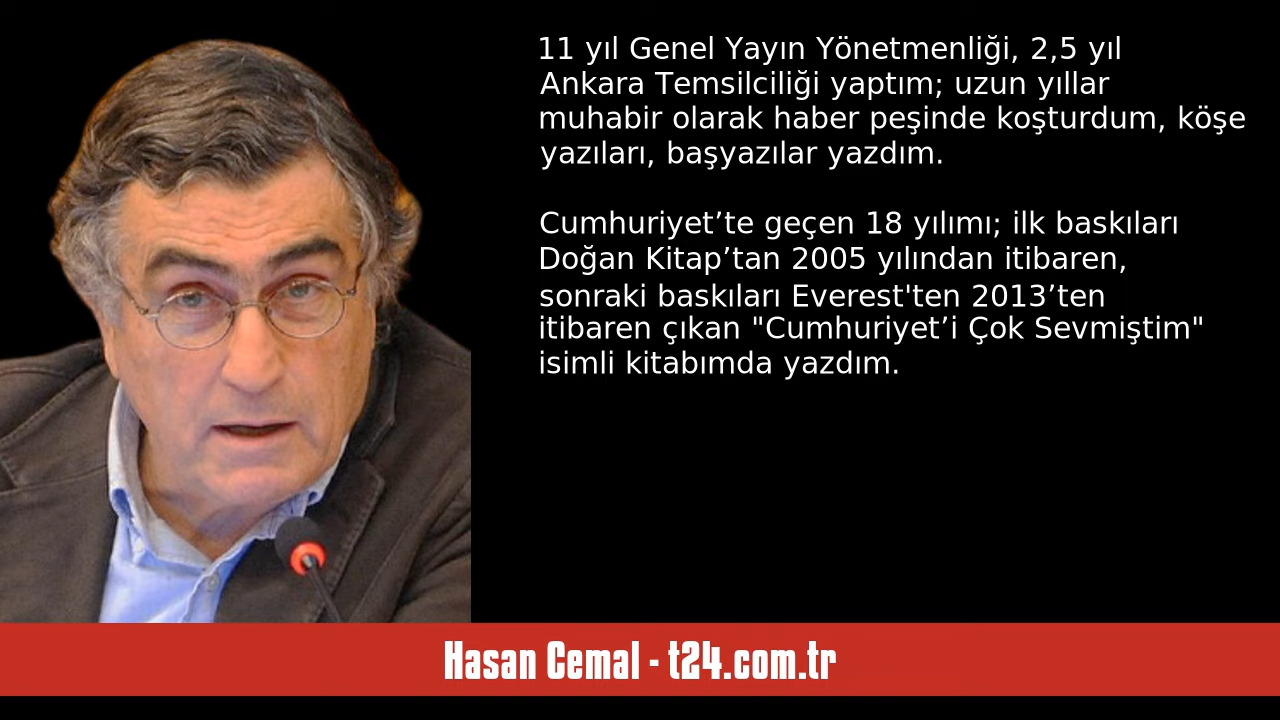 11 yıl Genel Yayın Yönetmenliği, 2,5 yıl
Ankara Temsilciliği yaptım; uzun yıllar
muhabir olarak haber peşinde koşturdum, köşe
yazıları, başyazılar yazdım.
Cumhuriyet’te geçen 18 yılımı; ilk baskıları
Doğan Kitap’tan 2005 yılından itibaren,
sonraki baskıları Everest'ten 2013’ten
itibaren çıkan "Cumhuriyet’i Çok Sevmiştim"
isimli kitabımda yazdım.
Hasan Cemal - t24.com.tr